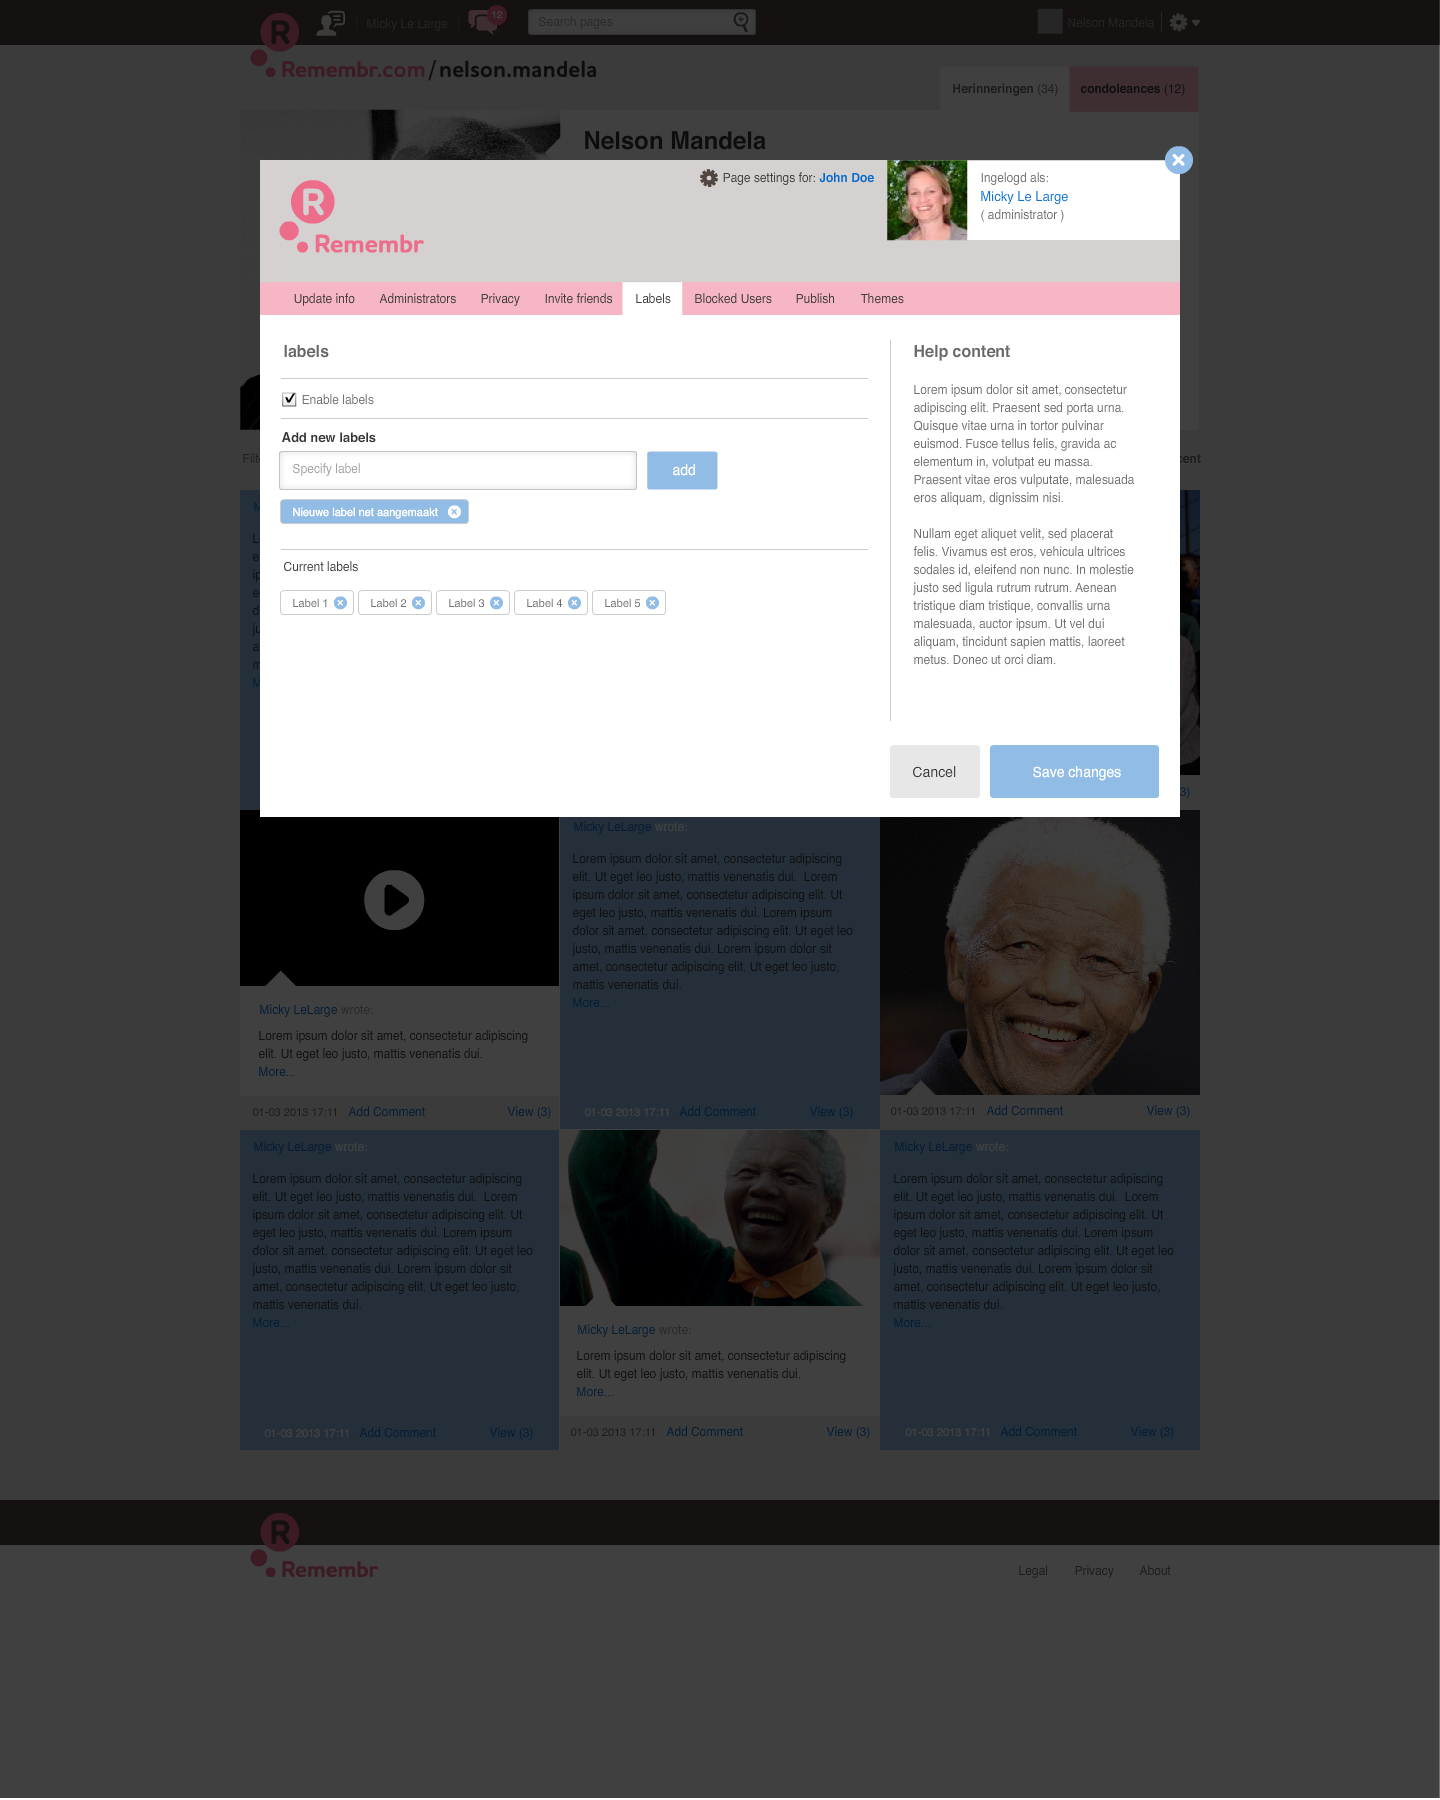 R
Micky Le Large
12
Search pages
Nelson Mandela
Remembr.com/nelson.mandela
Herinneringen (34)
condoleances (12)
Nelson Mandela
Page settings for: John Doe
Ingelogd als:
Micky Le Large
( administrator )
R
Remembr
Update info
Administrators
Privacy
Invite friends
Labels
Blocked Users
Publish
Themes
labels
Enable labels
Add new labels
Specify label
add
Nieuwe label net aangemaakt
Current labels
Label 1
Label 2
Label 3
Label 4
Label 5
Help content
Lorem ipsum dolor sit amet, consectetur
adipiscing elit. Praesent sed porta urna.
Quisque vitae urna in tortor pulvinar
euismod. Fusce tellus felis, gravida ac
elementum in, volutpat eu massa.
Praesent vitae eros vulputate, malesuada
eros aliquam, dignissim nisi.
Nullam eget aliquet velit, sed placerat
felis. Vivamus est eros, vehicula ultrices
sodales id, eleifend non nunc. In molestie
justo sed ligula rutrum rutrum. Aenean
tristique diam tristique, convallis urna
malesuada, auctor ipsum. Ut vel dui
aliquam, tincidunt sapien mattis, laoreet
metus. Donec ut orci diam.
Cancel
Save changes
Micky LeLarge wrote:
Lorem ipsum dolor sit amet, consectetur adipiscing
elit. Ut eget leo justo, mattis venenatis dui.  Lorem
ipsum dolor sit amet, consectetur adipiscing elit. Ut
eget leo justo, mattis venenatis dui. Lorem ipsum
dolor sit amet, consectetur adipiscing elit. Ut eget leo
justo, mattis venenatis dui. Lorem ipsum dolor sit
amet, consectetur adipiscing elit. Ut eget leo justo,
mattis venenatis dui.
More...
Micky LeLarge wrote:
Lorem ipsum dolor sit amet, consectetur adipiscing
elit. Ut eget leo justo, mattis venenatis dui.
More...
01-03 2013 17:11 Add Comment View (3)
01-03 2013 17:11 Add Comment View (3)
01-03 2013 17:11 Add Comment View (3)
Micky LeLarge wrote:
Lorem ipsum dolor sit amet, consectetur adipiscing
elit. Ut eget leo justo, mattis venenatis dui.  Lorem
ipsum dolor sit amet, consectetur adipiscing elit. Ut
eget leo justo, mattis venenatis dui. Lorem ipsum
dolor sit amet, consectetur adipiscing elit. Ut eget leo
justo, mattis venenatis dui. Lorem ipsum dolor sit
amet, consectetur adipiscing elit. Ut eget leo justo,
mattis venenatis dui.
More...
01-03 2013 17:11 Add Comment View (3)
Micky LeLarge wrote:
Lorem ipsum dolor sit amet, consectetur adipiscing
elit. Ut eget leo justo, mattis venenatis dui.
More...
01-03 2013 17:11 Add Comment View (3)
Micky LeLarge wrote:
Lorem ipsum dolor sit amet, consectetur adipiscing
elit. Ut eget leo justo, mattis venenatis dui.  Lorem
ipsum dolor sit amet, consectetur adipiscing elit. Ut
eget leo justo, mattis venenatis dui. Lorem ipsum
dolor sit amet, consectetur adipiscing elit. Ut eget leo
justo, mattis venenatis dui. Lorem ipsum dolor sit
amet, consectetur adipiscing elit. Ut eget leo justo,
mattis venenatis dui.
More...
01-03 2013 17:11 Add Comment View (3)
R
Remembr
Legal
Privacy
About